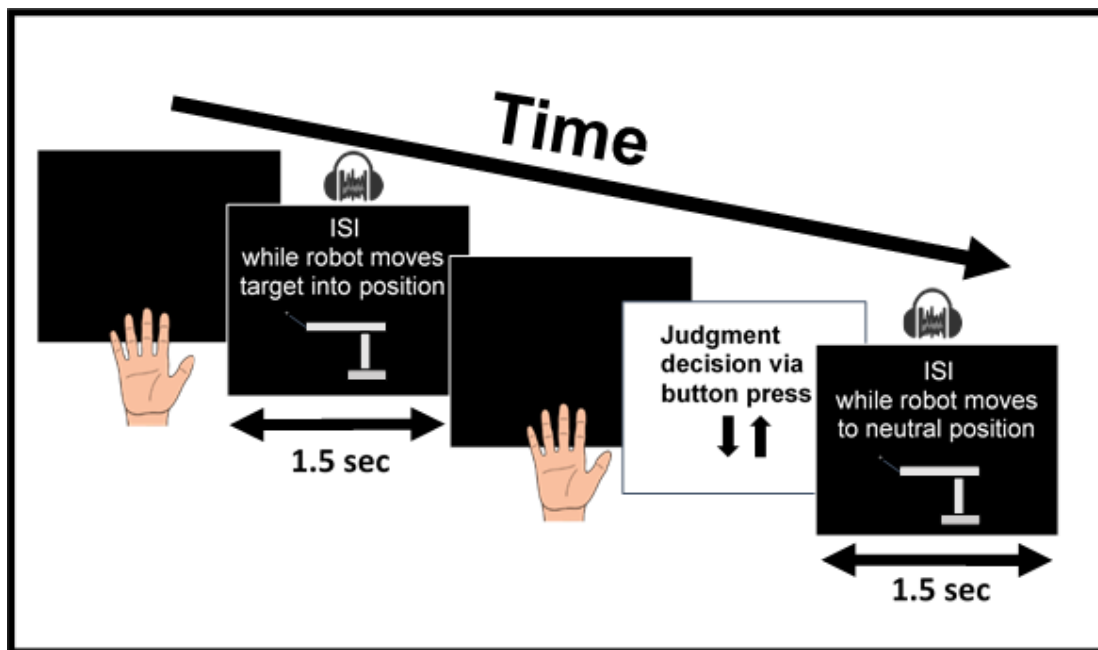 Time
ISI
while robot moves
target into position
1.5 sec
Judgment
decision via
button press
ISI
while robot moves
to neutral position
1.5 sec